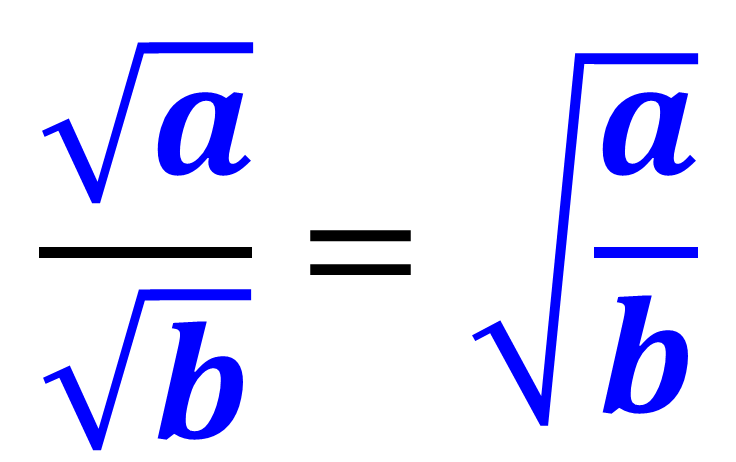 √a / √b = √(a / b)